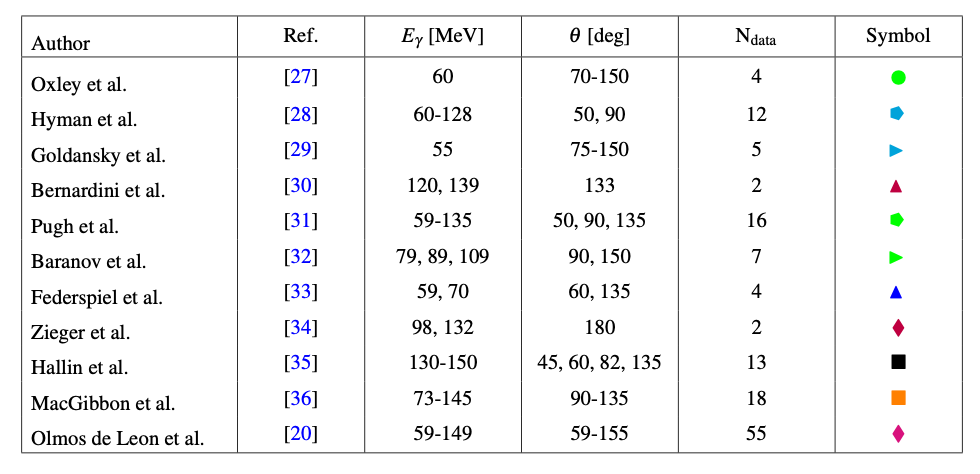 Author Ref. Eγ [MeV] θ [deg] Ndata Symbol
Oxley et al. [27] 60 70-150 4
Hyman et al. [28] 60-128 50, 90 12
Goldansky et al. [29] 55 75-150 5
Bernardini et al. [30] 120, 139 133 2
Pugh et al. [31] 59-135 50, 90, 135 16
Baranov et al. [32] 79, 89, 109 90, 150 7
Federspiel et al. [33] 59, 70 60, 135 4
Zieger et al. [34] 98, 132 180 2
Hallin et al. [35] 130-150 45, 60, 82, 135 13
MacGibbon et al. [36] 73-145 90-135 18
Olmos de Leon et al. [20] 59-149 59-155 55